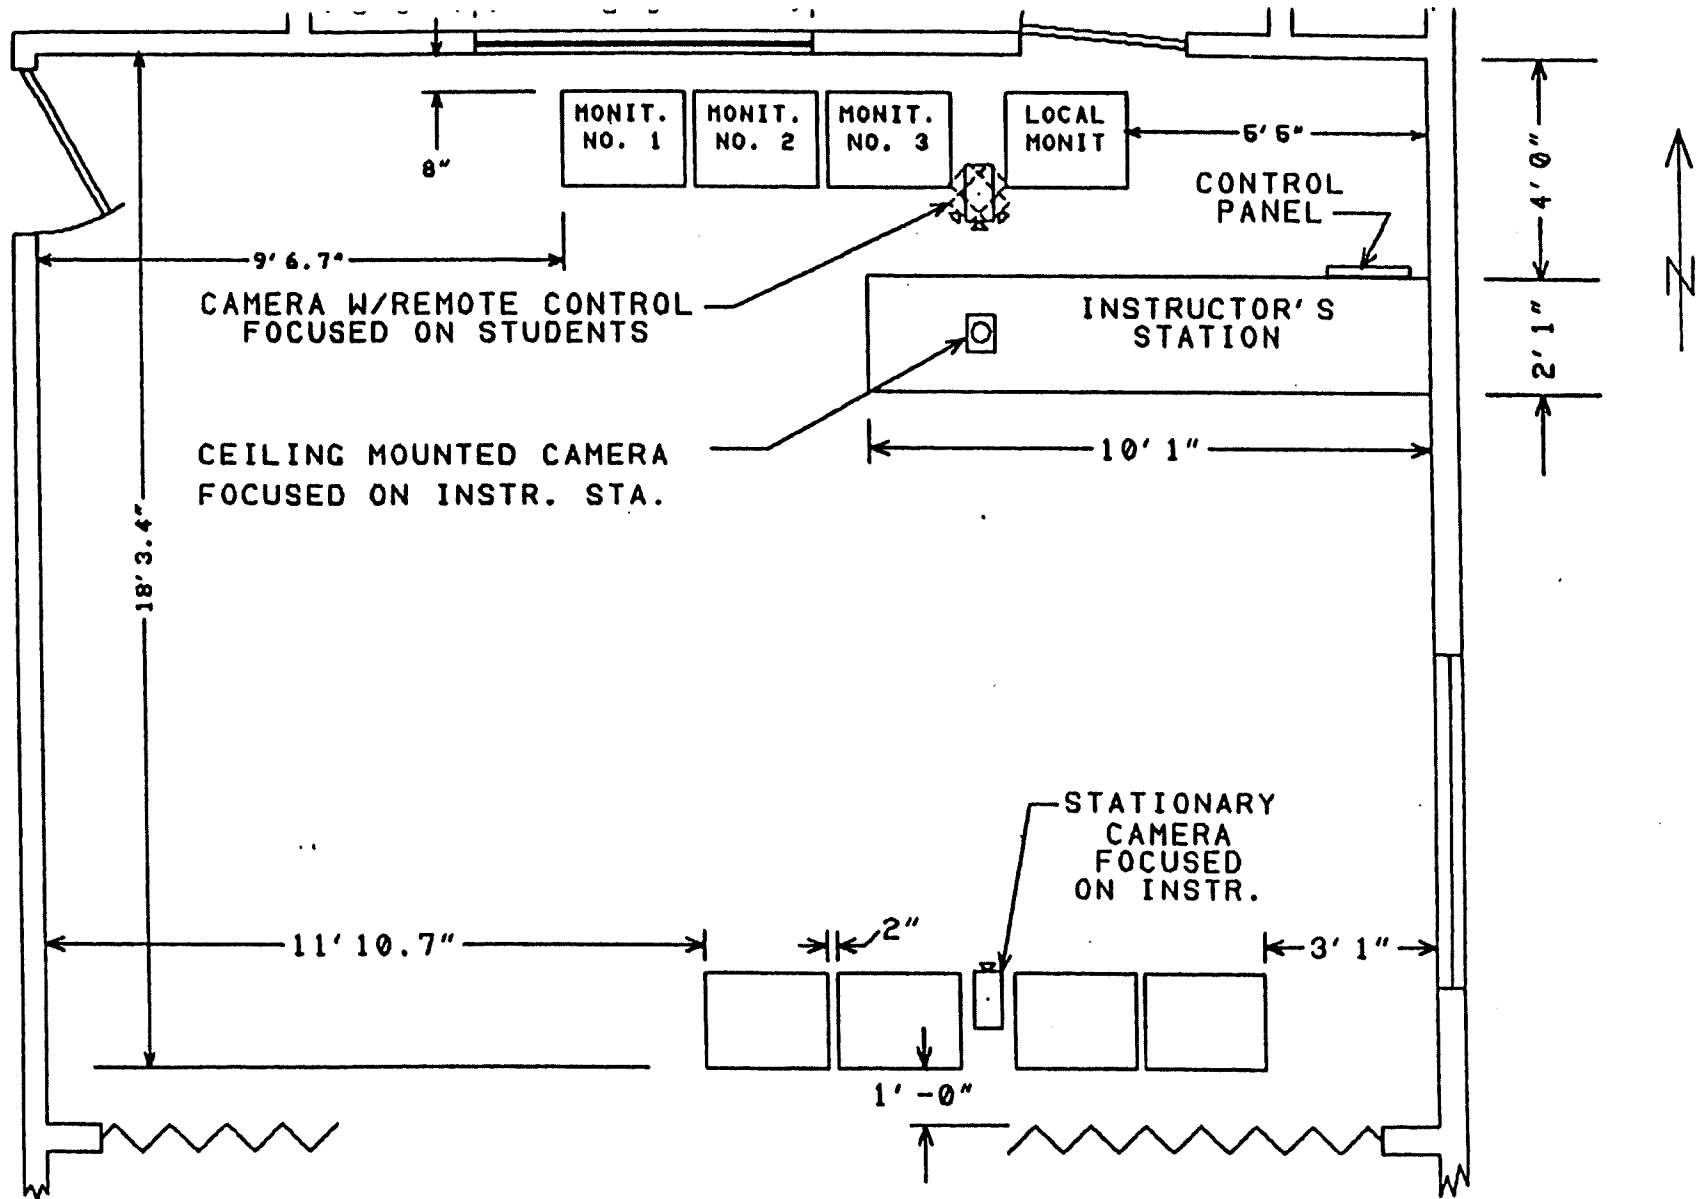 MONIT.
NO. 1
MONIT.
NO. 2
MONIT.
NO. 3
LOCAL
MONIT
5'5"
8"
CONTROL
PANEL
4'0"
N
9'6.7"
CAMERA W/REMOTE CONTROL
FOCUSED ON STUDENTS
INSTRUCTOR'S
STATION
2'1"
CEILING MOUNTED CAMERA
FOCUSED ON INSTR. STA.
10'1"
18'3.4"
STATIONARY
CAMERA
FOCUSED
ON INSTR.
11'10.7"
2"
3'1"
1'-0"